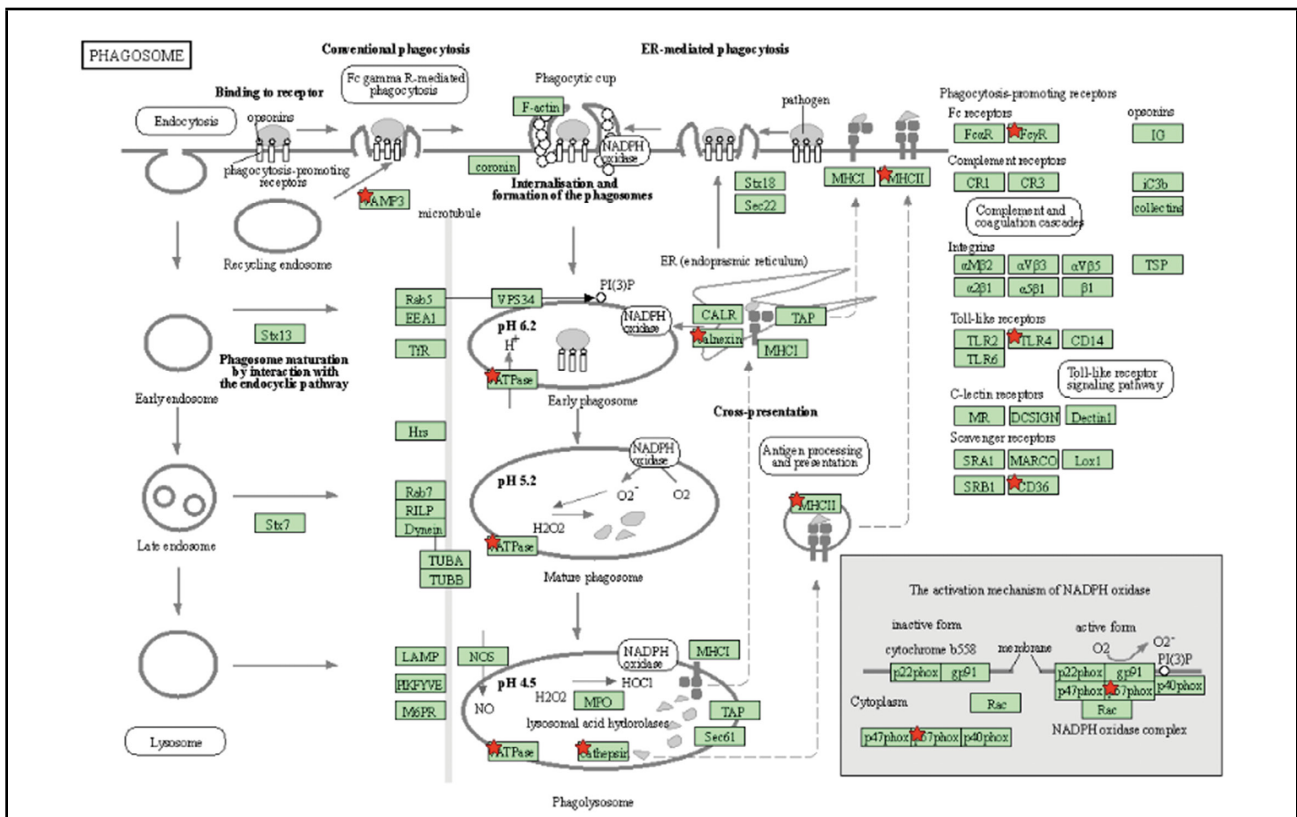 PHAGOSOME
Conventional phagocytosis
ER-mediated phagocytosis
Fc gamma R-mediated
phagocytosis
Phagocytic cup
Binding to receptor
F-actin
pathogen
Phagocytosis-promoting receptors
Fc receptors
opsonins
Endocytosis
opsonins
FcαR
FcγR
IG
NADPH
oxidase
phagocytosis-promoting
receptors
coronin
Internalisation and
formation of the phagosomes
Stx18
Sec22
MHCI
MHCII
Complement receptors
CR1
CR3
iC3b
collectins
Complement and
coagulation cascades
VAMP3
microtubule
Recycling endosome
ER (endoprasmic reticulum)
Integrins
αMβ2
αVβ3
αVβ5
TSP
α2β1
α5β1
β1
Rab5
EEA1
VPS34
PI(3)P
NADPH
oxidase
CALR
TAP
Calnexin
MHCI
pH 6.2
H+
Stx13
TfR
Toll-like receptors
TLR2
TLR4
CD14
TLR6
Toll-like receptor
signaling pathway
Phagosome maturation
by interaction with
the endocyclic pathway
vATPase
Early endosome
Early phagosome
Cross-presentation
C-lectin receptors
MR
DCSIGN
Dectin1
Hrs
Antigen processing
and presentation
Scavenger receptors
SRA1
MARCO
Lox1
SRB1
CD36
NADPH
oxidase
pH 5.2
O2-
O2
H2O2
Rab7
RILP
Dynein
Stx7
MHCII
vATPase
Late endosome
TUBA
TUBB
Mature phagosome
The activation mechanism of NADPH oxidase
inactive form
active form
cytochrome b558
membrane
O2
O2-
PI(3)P
p22phox
gp91
p22phox
gp91
p47phox
p67phox
p40phox
Cytoplasm
Rac
Rac
p47phox
p67phox
p40phox
NADPH oxidase complex
LAMP
NOS
NADPH
oxidase
MHCI
PIKFYVE
pH 4.5
H2O2
HOCl
MPO
M6PR
NO
lysosomal acid hydorolases
TAP
Sec61
Lysosome
vATPase
Cathepsin
Phagolysosome